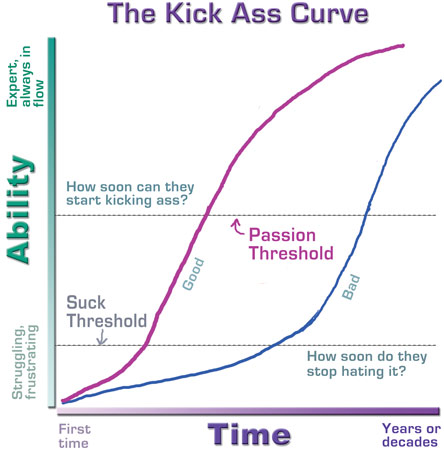 The Kick Ass Curve
Expert,
always in
flow
Ability
Struggling,
frustrating
How soon can they
start kicking ass?
Passion
Threshold
Good
Bad
Suck
Threshold
How soon do they
stop hating it?
First
time
Time
Years or
decades